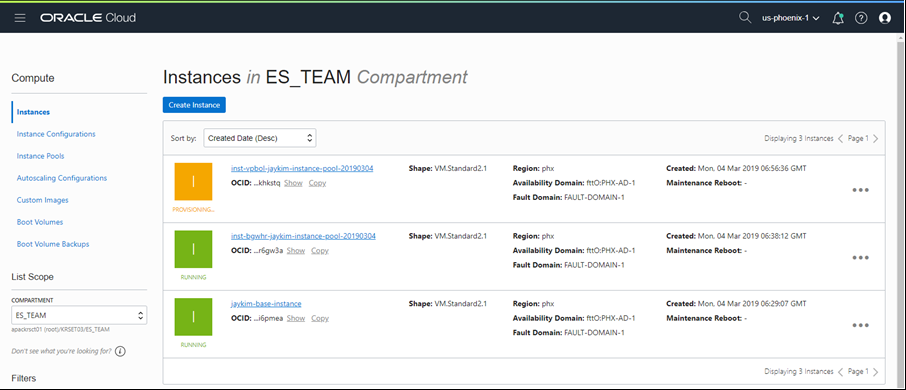 ORACLE Cloud
us-phoenix-1
Compute
Instances
Instance Configurations
Instance Pools
Autoscaling Configurations
Custom Images
Boot Volumes
Boot Volume Backups
List Scope
COMPARTMENT
ES_TEAM
apackrsct01 (root)/KRSET03/ES_TEAM
Don't see what you're looking for?
Filters
Instances in ES_TEAM Compartment
Create Instance
Sort by: Created Date (Desc)
Displaying 3 Instances < Page 1 >
I
PROVISIONING...
inst-vpbol-jaykim-instance-pool-20190304
OCID: ...khkstq Show Copy
Shape: VM.Standard2.1
Region: phx
Availability Domain: fttO:PHX-AD-1
Fault Domain: FAULT-DOMAIN-1
Created: Mon, 04 Mar 2019 06:56:36 GMT
Maintenance Reboot: -
I
RUNNING
inst-bgwhr-jaykim-instance-pool-20190304
OCID: ...r6gw3a Show Copy
Shape: VM.Standard2.1
Region: phx
Availability Domain: fttO:PHX-AD-1
Fault Domain: FAULT-DOMAIN-1
Created: Mon, 04 Mar 2019 06:38:12 GMT
Maintenance Reboot: -
I
RUNNING
jaykim-base-instance
OCID: ...i6pmea Show Copy
Shape: VM.Standard2.1
Region: phx
Availability Domain: fttO:PHX-AD-1
Fault Domain: FAULT-DOMAIN-1
Created: Mon, 04 Mar 2019 06:29:07 GMT
Maintenance Reboot: -
Displaying 3 Instances < Page 1 >